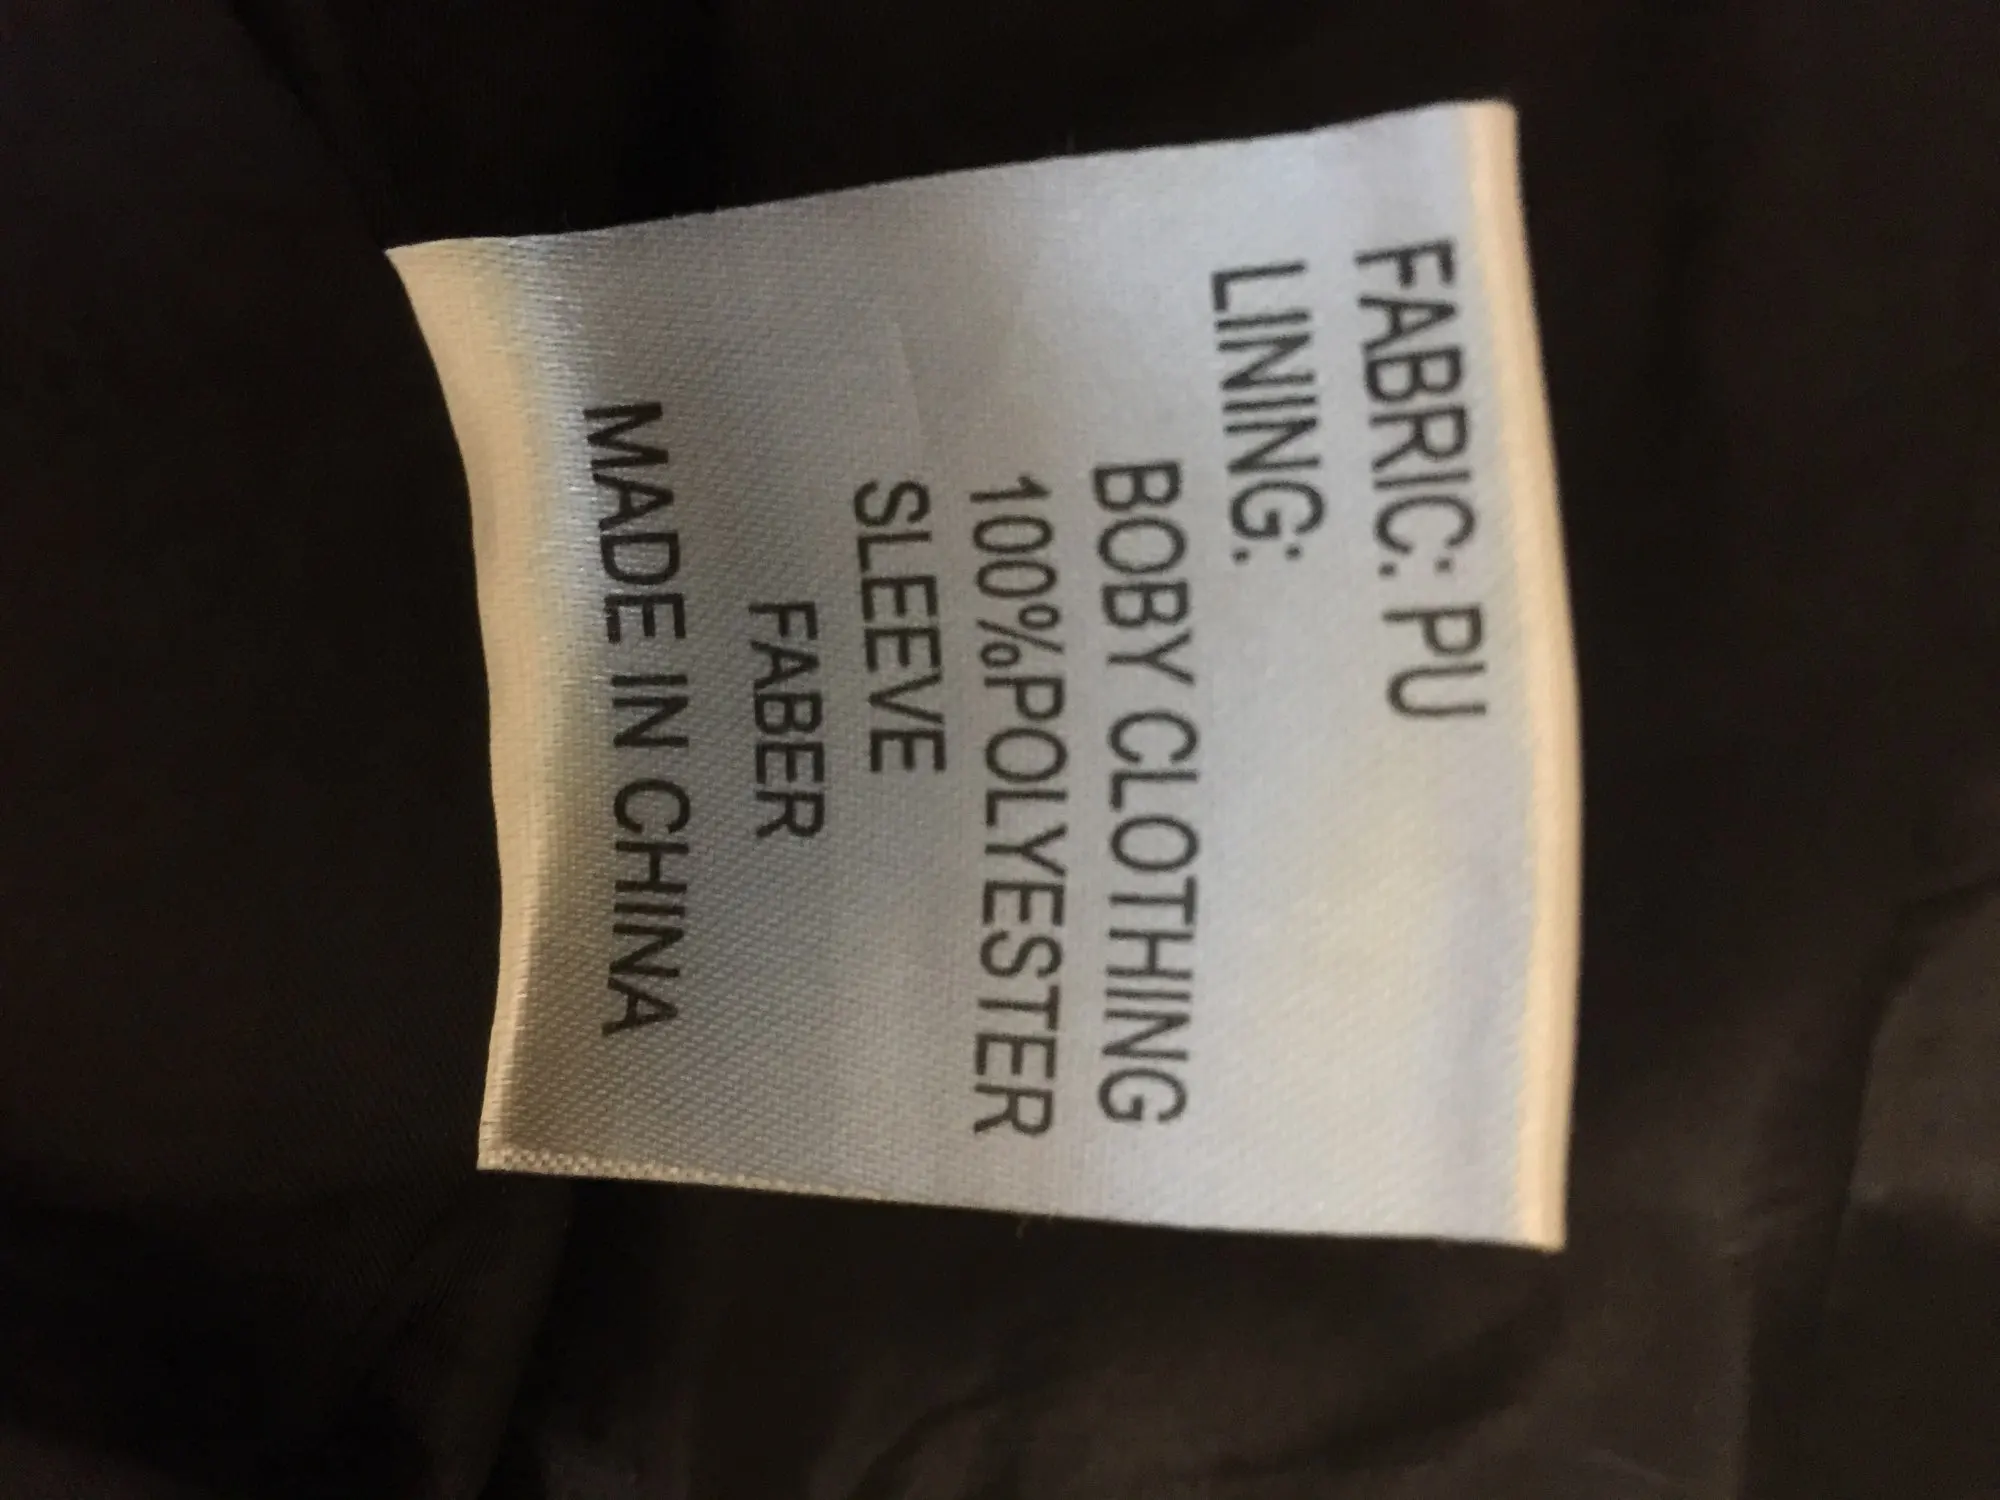 FABRIC: PU
LINING:
BOBY CLOTHING
100%POLYESTER
SLEEVE
FABER
MADE IN CHINA